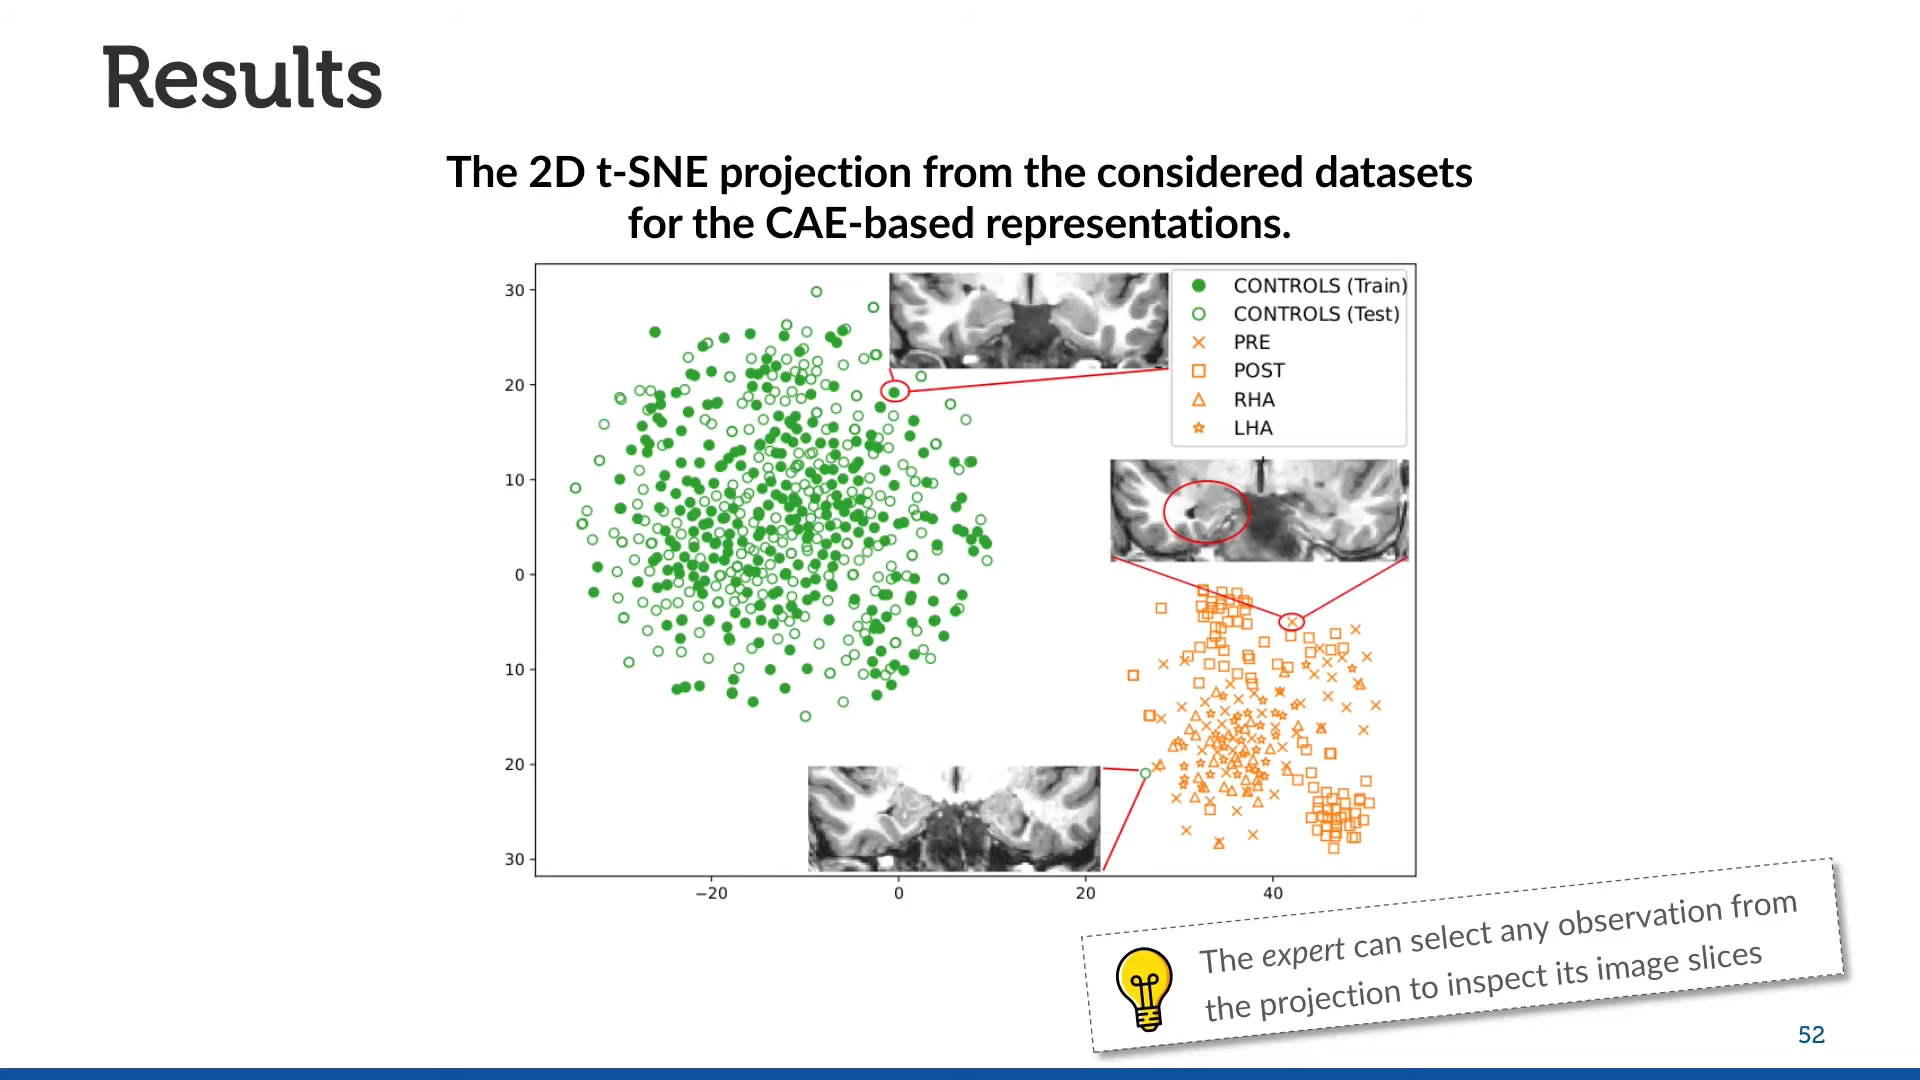 Results
The 2D t-SNE projection from the considered datasets
for the CAE-based representations.
30
20
10
0
10
20
30
−20
0
20
40
CONTROLS (Train)
CONTROLS (Test)
PRE
POST
RHA
LHA
The expert can select any observation from
the projection to inspect its image slices
52